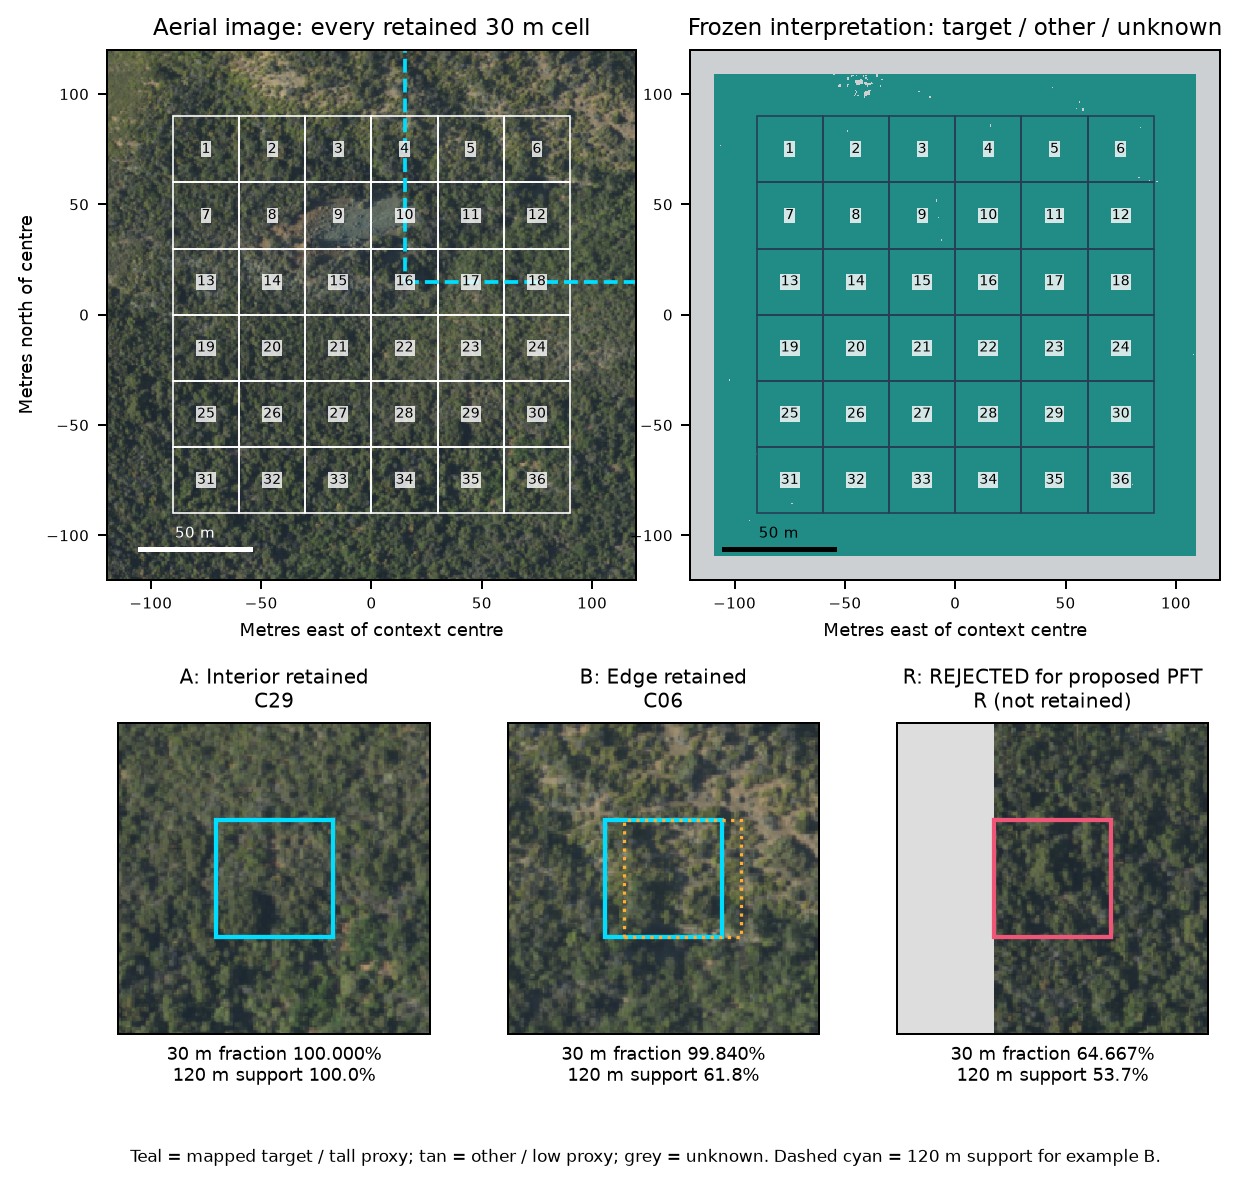 Aerial image: every retained 30 m cell
Frozen interpretation: target / other / unknown
Metres north of centre
100
50
0
−50
−100
1 2 3 4 5 6
7 8 9 10 11 12
13 14 15 16 17 18
19 20 21 22 23 24
25 26 27 28 29 30
31 32 33 34 35 36
50 m
−100 −50 0 50 100
Metres east of context centre
100
50
0
−50
−100
1 2 3 4 5 6
7 8 9 10 11 12
13 14 15 16 17 18
19 20 21 22 23 24
25 26 27 28 29 30
31 32 33 34 35 36
50 m
−100 −50 0 50 100
Metres east of context centre
A: Interior retained
C29
30 m fraction 100.000%
120 m support 100.0%
B: Edge retained
C06
30 m fraction 99.840%
120 m support 61.8%
R: REJECTED for proposed PFT
R (not retained)
30 m fraction 64.667%
120 m support 53.7%
Teal = mapped target / tall proxy; tan = other / low proxy; grey = unknown. Dashed cyan = 120 m support for example B.